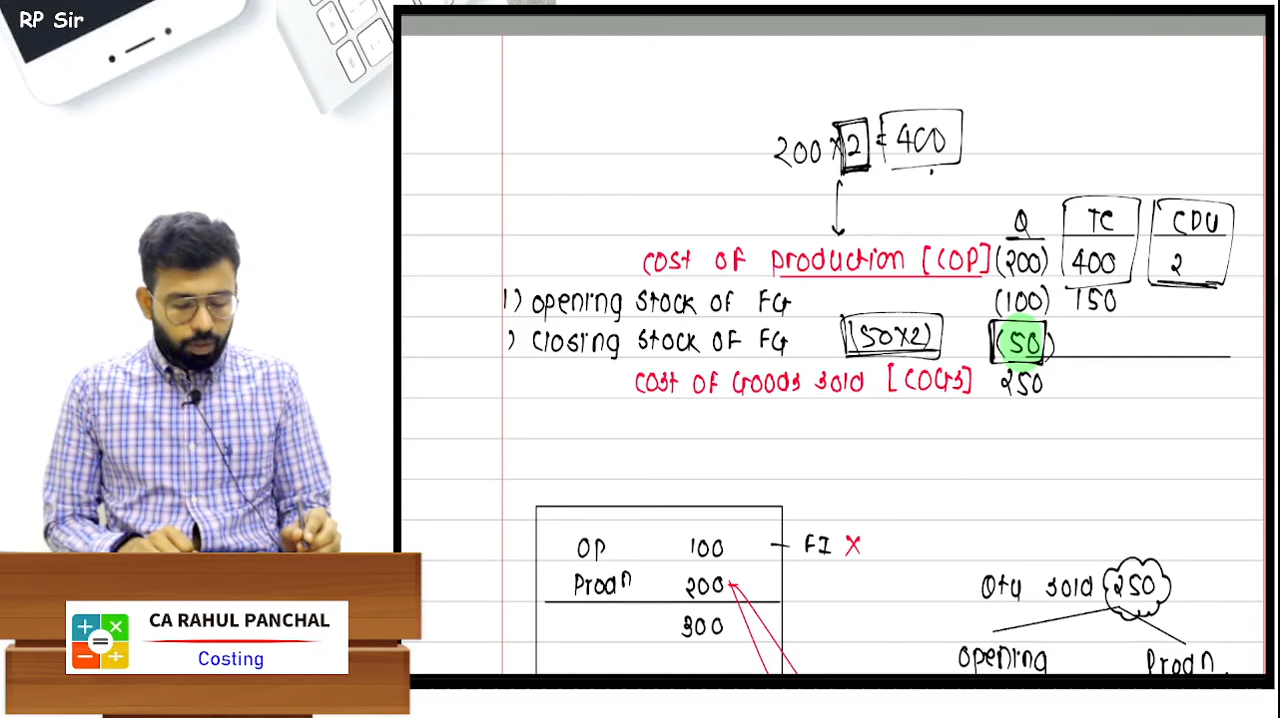 RP Sir
200 × 2 = 400
Q TC CPU
Cost of production [COP] (200) 400 2
1) Opening Stock of FG (100) 150
) Closing Stock of FG (50×2) (50)
Cost of Goods Sold [COGS] 250
OP 100 — FI X
Prodn 200
300
Qty sold 250
Opening Prodn.
CA RAHUL PANCHAL
Costing